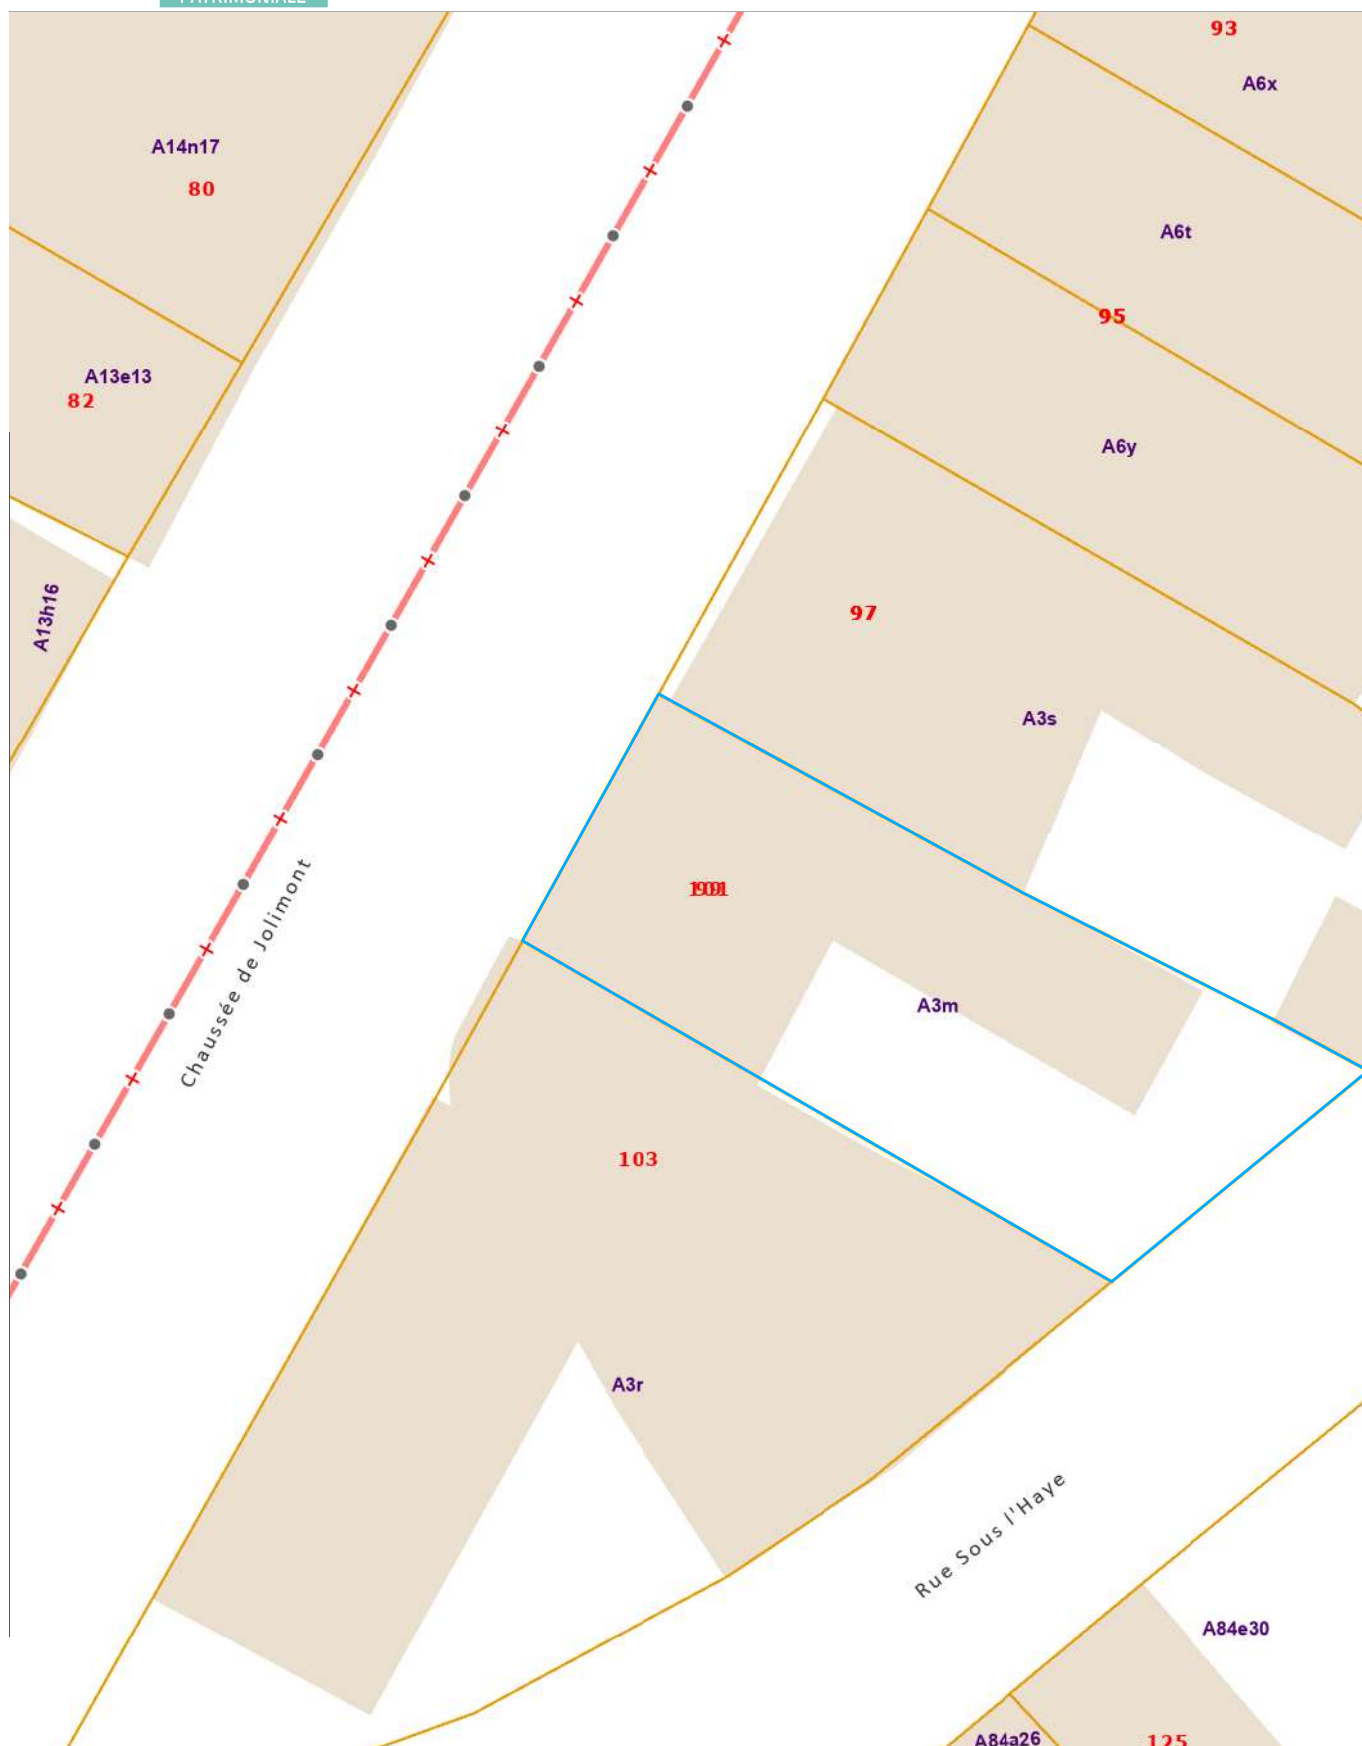 PATRIMONIALE
93
A6x
A14n17
80
A6t
95
A13e13
82
A6y
A13h16
97
A3s
Chaussée de Jolimont
A3m
103
A3r
Rue Sous l'Haye
A84e30
A84a26
125